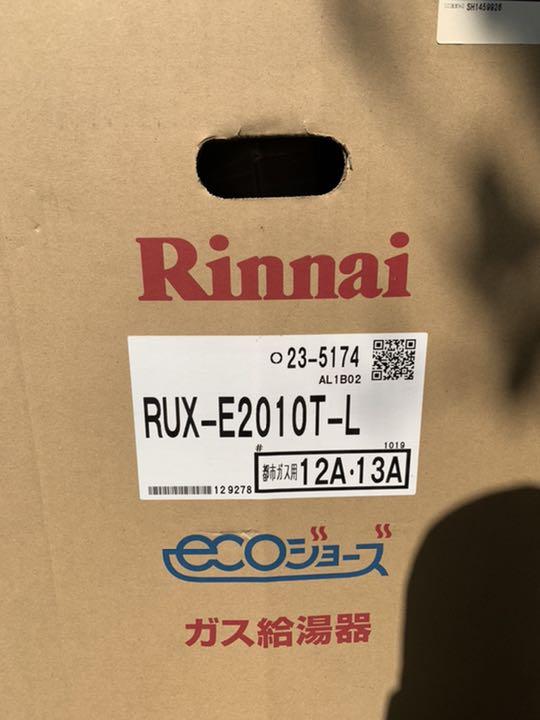 SH1459926
Rinnai
23-5174
AL1B02
RUX-E2010T-L
# 1019
都市ガス用 12A・13A
129278
ecoジョーズ
ガス給湯器